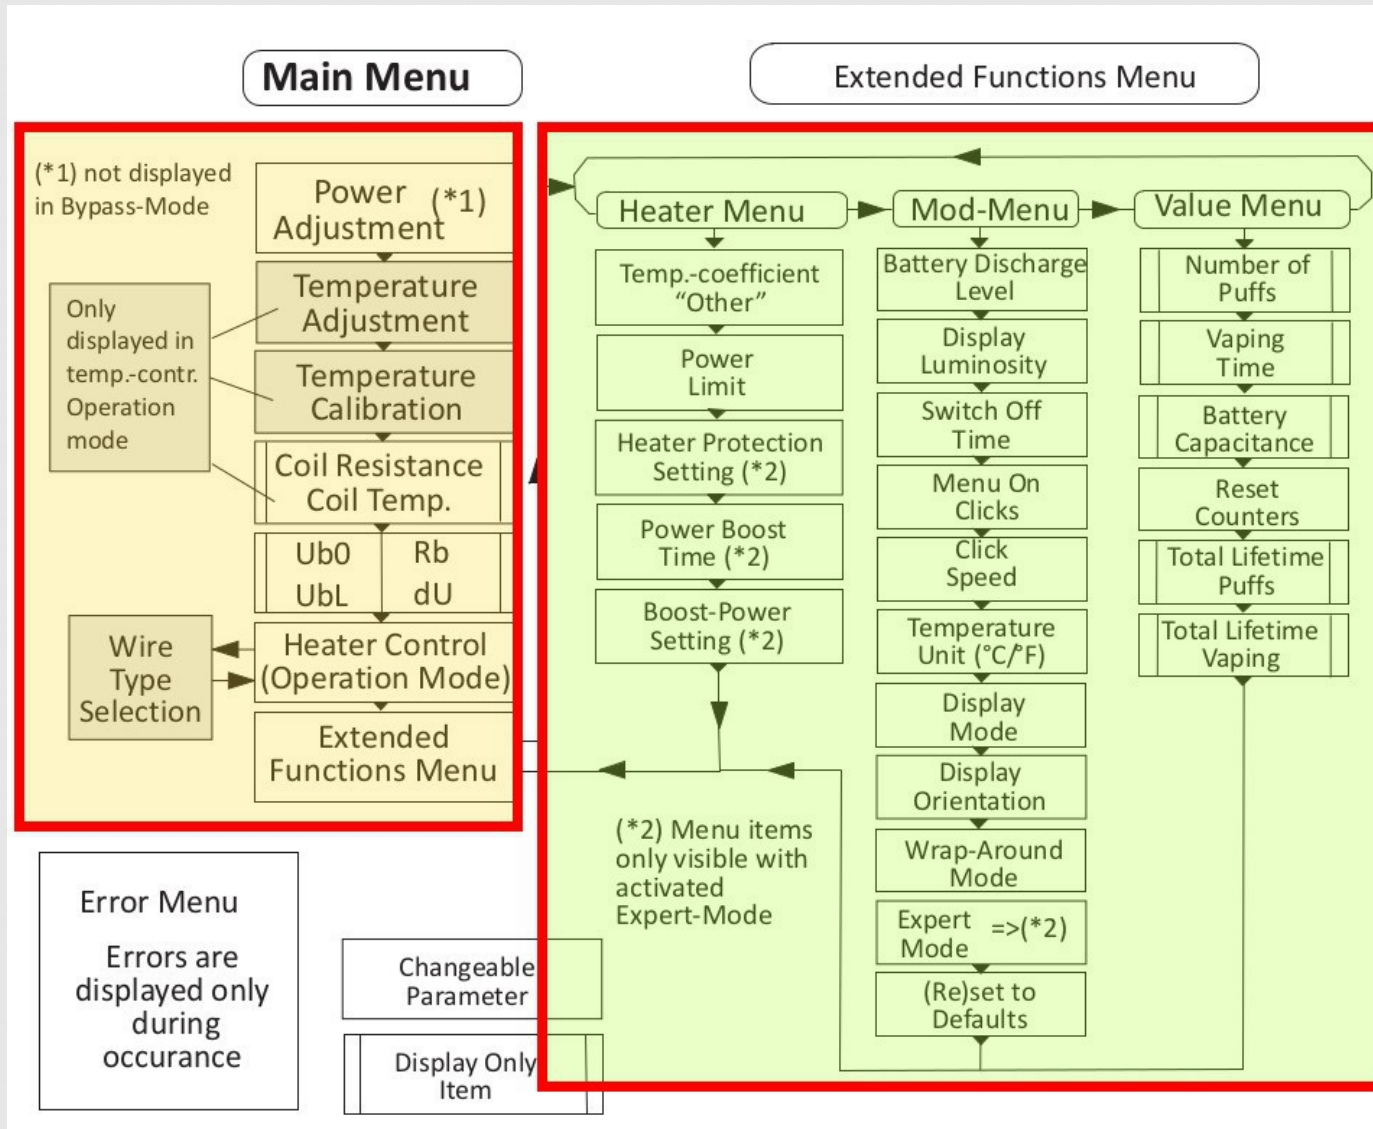 Main Menu
Extended Functions Menu
(*1) not displayed
in Bypass-Mode
Power (*1)
Adjustment
Temperature
Adjustment
Only
displayed in
temp.-contr.
Operation
mode
Temperature
Calibration
Coil Resistance
Coil Temp.
Ub0 Rb
UbL dU
Wire
Type
Selection
Heater Control
(Operation Mode)
Extended
Functions Menu
Heater Menu
Temp.-coefficient
“Other”
Power
Limit
Heater Protection
Setting (*2)
Power Boost
Time (*2)
Boost-Power
Setting (*2)
(*2) Menu items
only visible with
activated
Expert-Mode
Mod-Menu
Battery Discharge
Level
Display
Luminosity
Switch Off
Time
Menu On
Clicks
Click
Speed
Temperature
Unit (°C/°F)
Display
Mode
Display
Orientation
Wrap-Around
Mode
Expert =>(*2)
Mode
(Re)set to
Defaults
Value Menu
Number of
Puffs
Vaping
Time
Battery
Capacitance
Reset
Counters
Total Lifetime
Puffs
Total Lifetime
Vaping
Error Menu
Errors are
displayed only
during
occurance
Changeable
Parameter
Display Only
Item